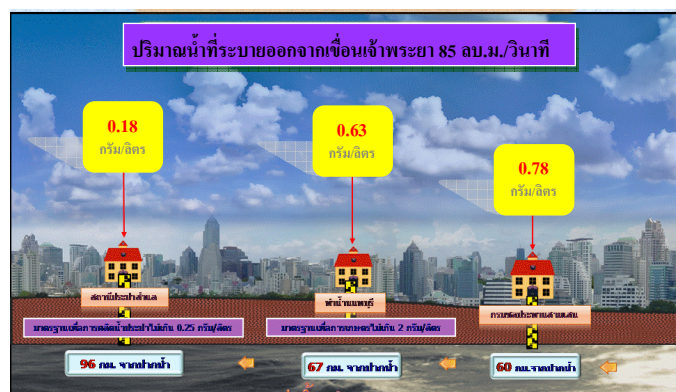 ปริมาณน้ำที่ระบายออกจากเขื่อนเจ้าพระยา 85 ลบ.ม./วินาที
0.18
กรัม/ลิตร
0.63
กรัม/ลิตร
0.78
กรัม/ลิตร
สถานีประปาสำแล
ท่าน้ำนนทบุรี
กรมชลประทานสามเสน
มาตรฐานเพื่อการผลิตน้ำประปาไม่เกิน 0.25 กรัม/ลิตร
มาตรฐานเพื่อการเกษตรไม่เกิน 2 กรัม/ลิตร
96 กม. จากปากน้ำ
67 กม. จากปากน้ำ
60 กม.จากปากน้ำ